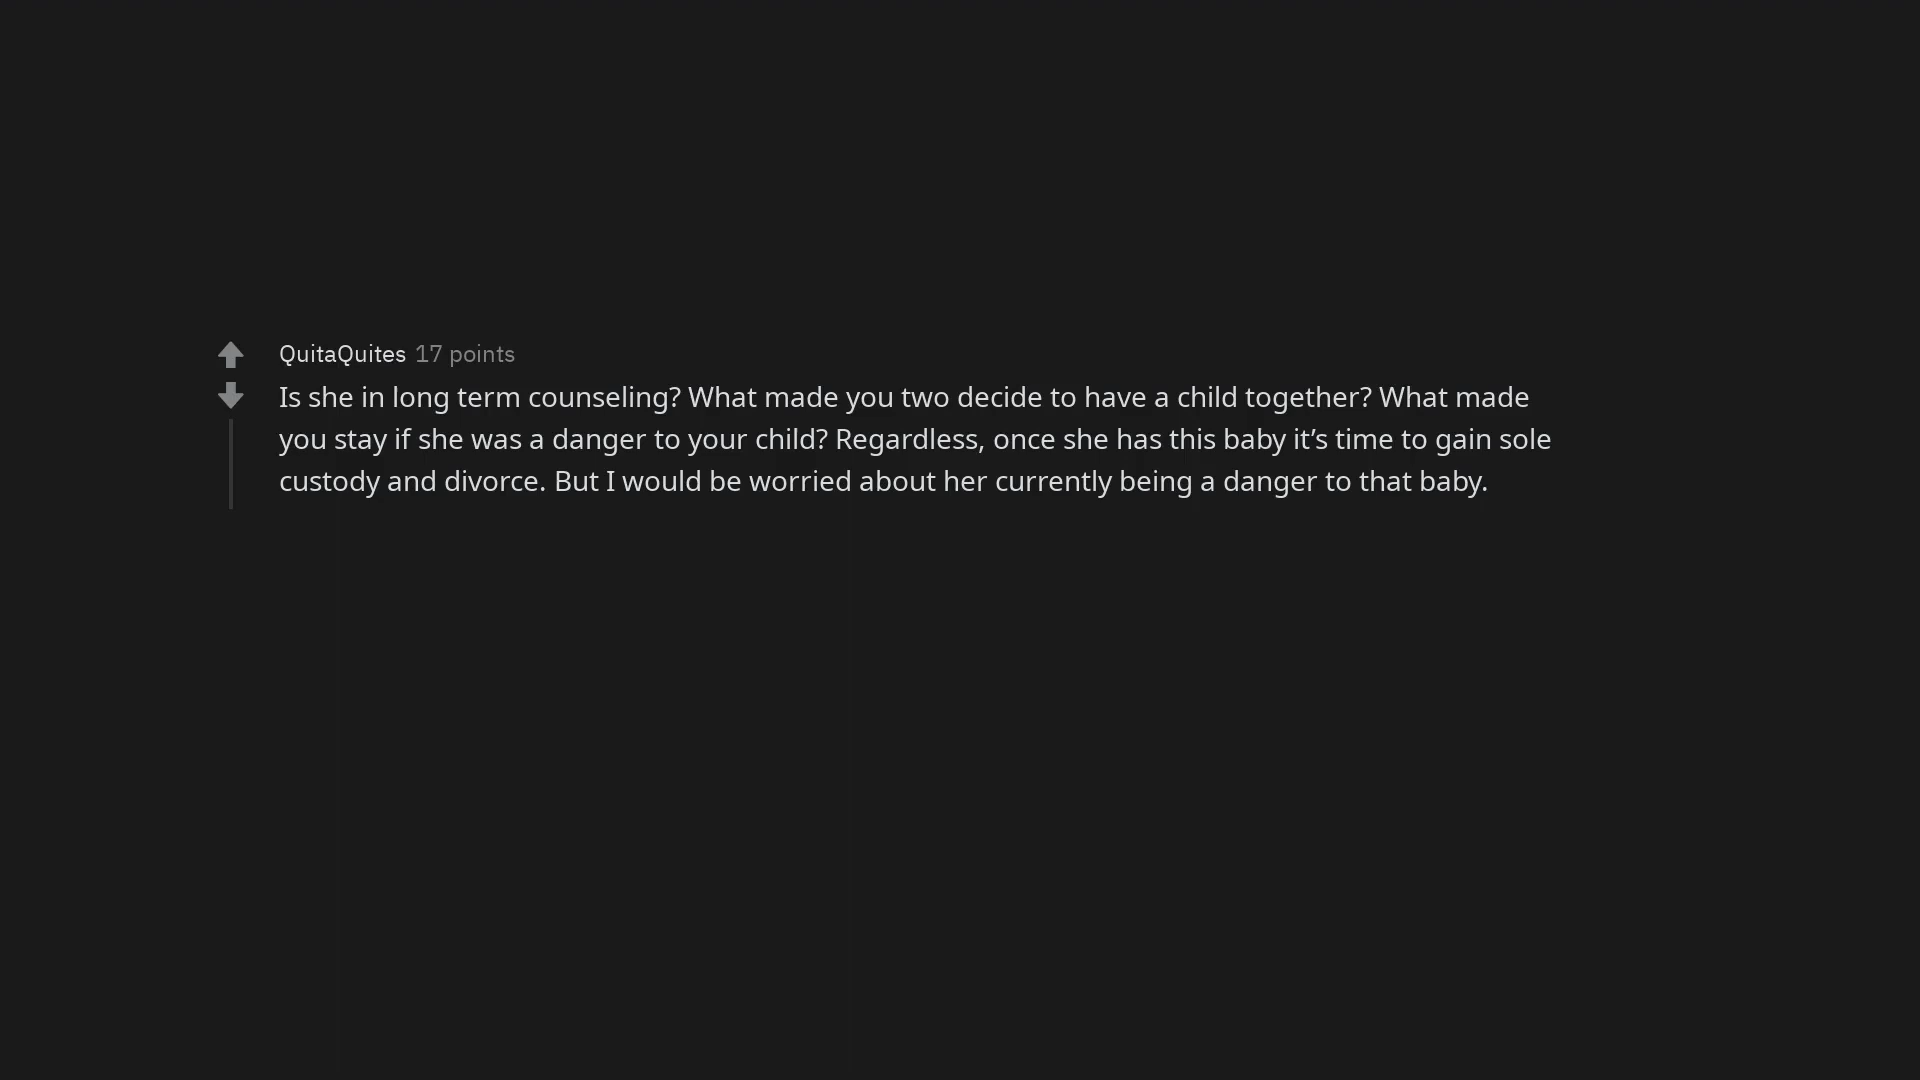 QuitaQuites 17 points
Is she in long term counseling? What made you two decide to have a child together? What made
you stay if she was a danger to your child? Regardless, once she has this baby it’s time to gain sole
custody and divorce. But I would be worried about her currently being a danger to that baby.